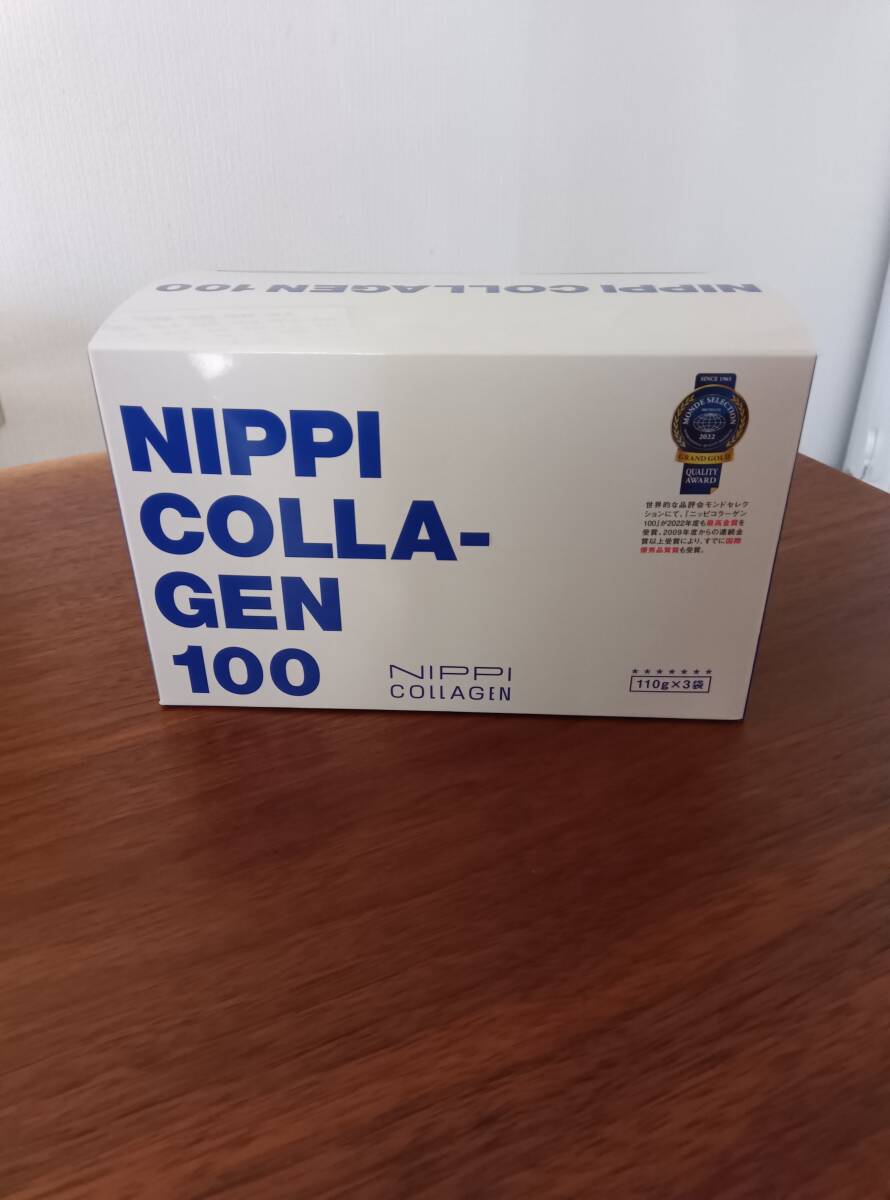 NIPPI COLLAGEN 100
NIPPI
COLLA-
GEN
100
NIPPI
COLLAGEN
SINCE 1961
MONDE SELECTION
2022
GRAND GOLD
QUALITY
AWARD
世界的な品評会モンドセレク
ションにて、「ニッピコラーゲン
100」が2022年度も最高金賞を
受賞。2009年度からの連続金
賞以上受賞により、すでに国際
優秀品質賞も受賞。
★★★★★★★
110g×3袋